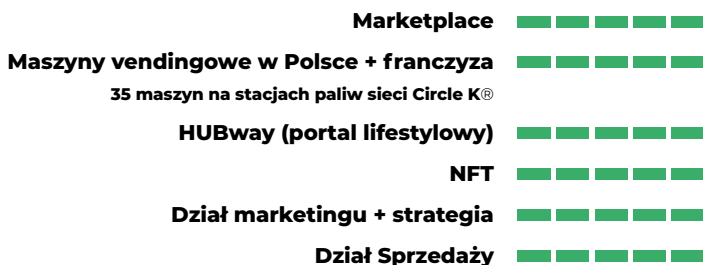 Marketplace
Maszyny vendingowe w Polsce + franczyza
35 maszyn na stacjach paliw sieci Circle K®
HUBway (portal lifestylowy)
NFT
Dział marketingu + strategia
Dział Sprzedaży